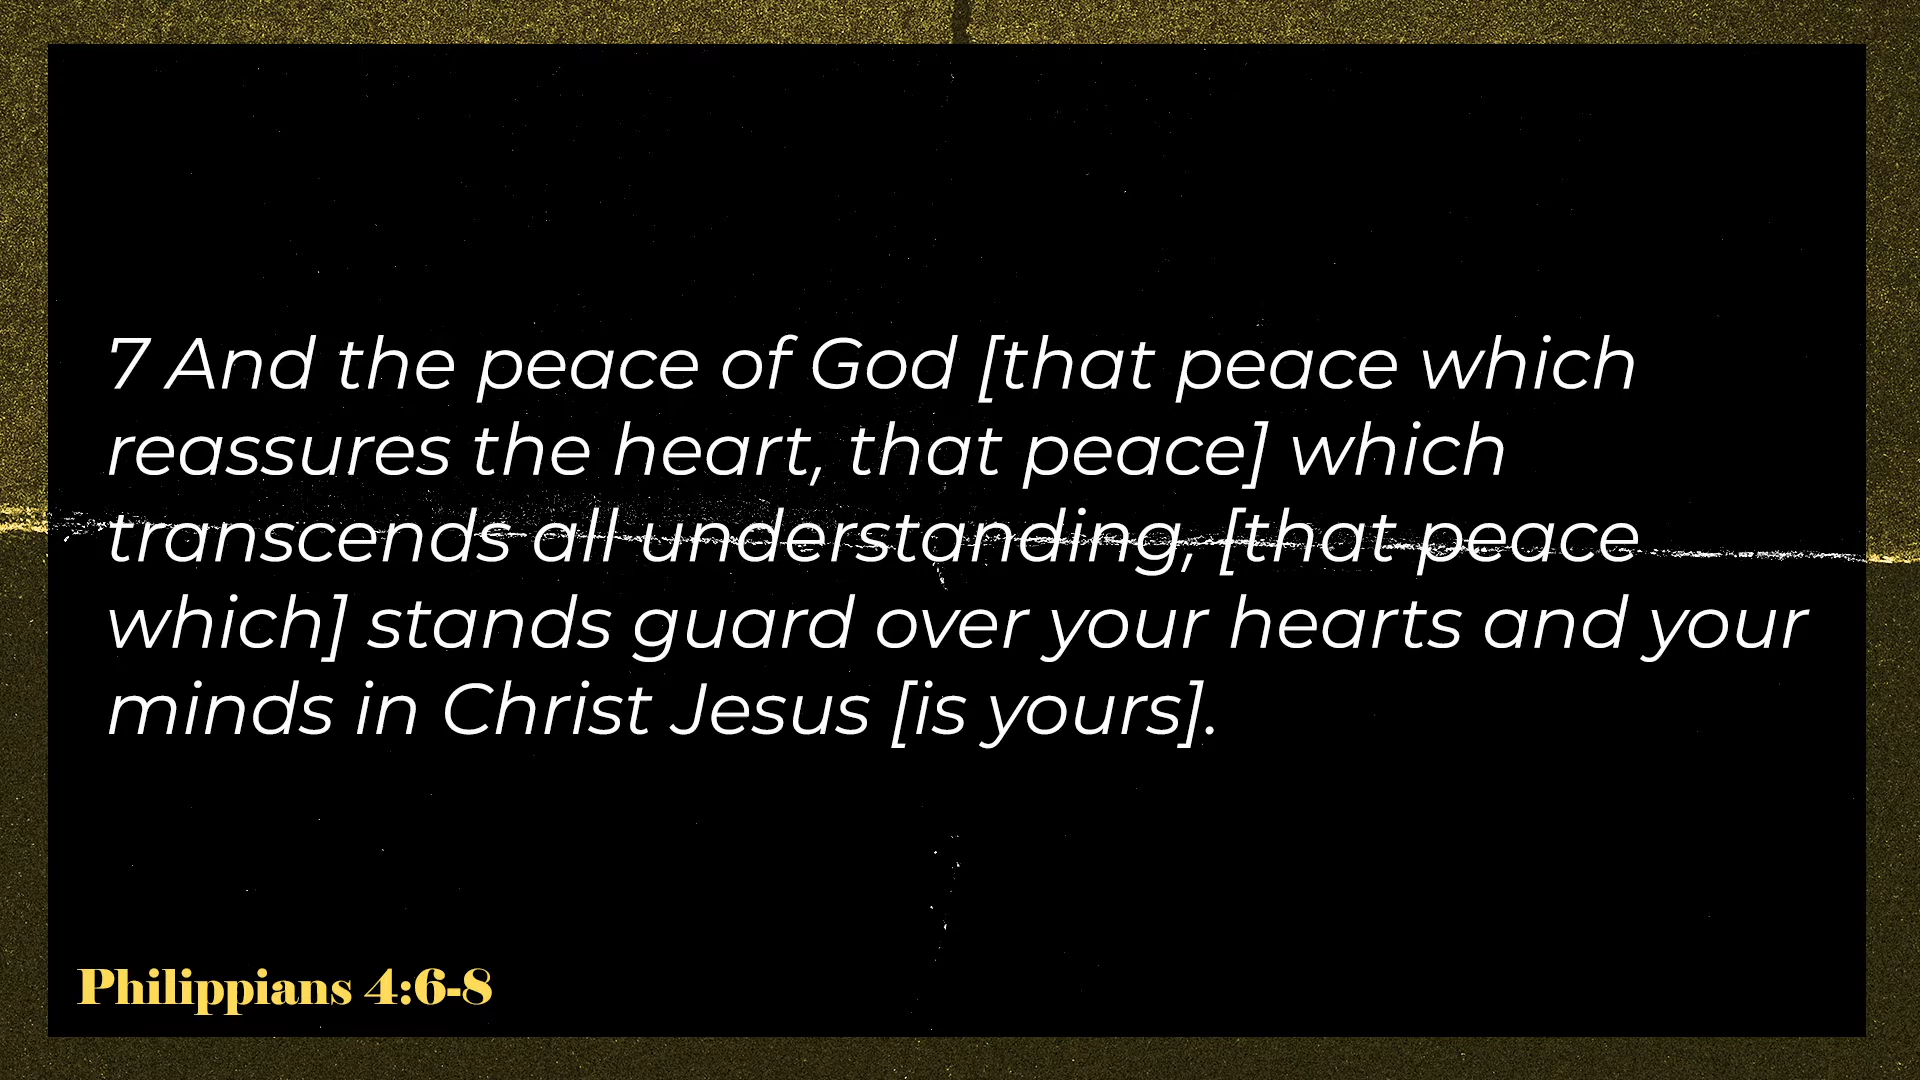 7 And the peace of God [that peace which
reassures the heart, that peace] which
transcends all understanding, [that peace
which] stands guard over your hearts and your
minds in Christ Jesus [is yours].
Philippians 4:6-8